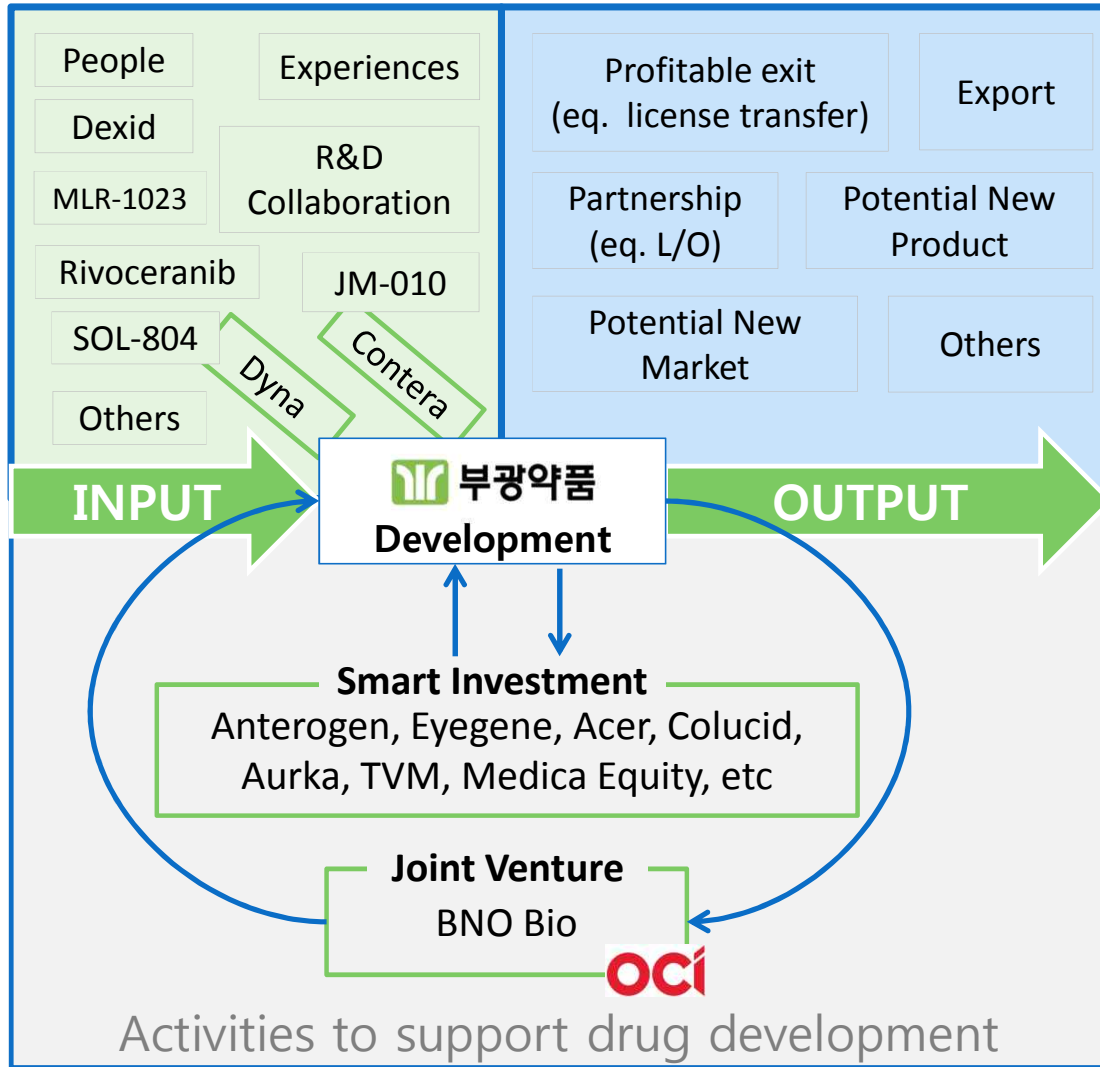 People
Experiences
Dexid
R&D
Collaboration
MLR-1023
Rivoceranib
JM-010
SOL-804
Dyna
Contera
Others
Profitable exit
(eq. license transfer)
Export
Partnership
(eq. L/O)
Potential New
Product
Potential New
Market
Others
INPUT
부광약품
Development
OUTPUT
Smart Investment
Anterogen, Eyegene, Acer, Colucid,
Aurka, TVM, Medica Equity, etc
Joint Venture
BNO Bio
OCI
Activities to support drug development